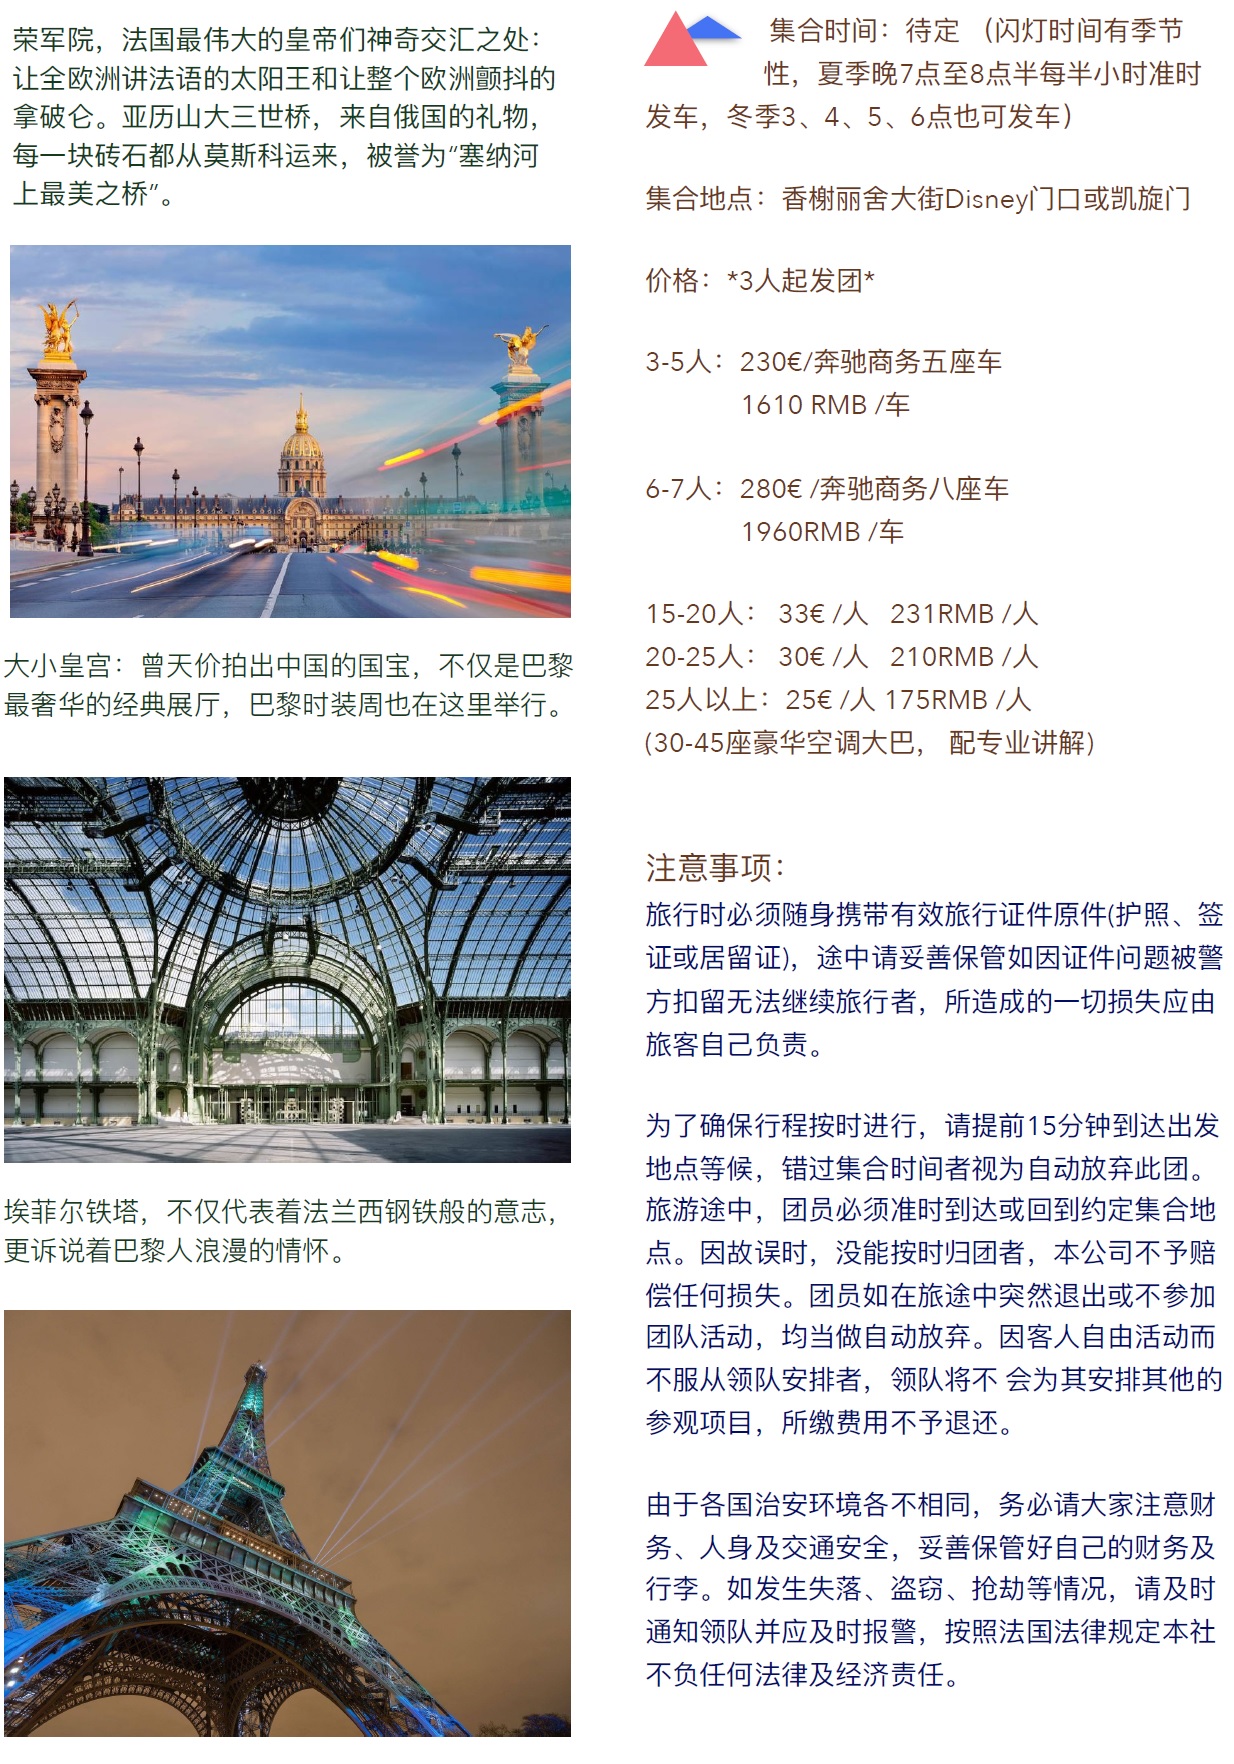 荣军院，法国最伟大的皇帝们神奇交汇之处：
让全欧洲讲法语的太阳王和让整个欧洲颤抖的
拿破仑。亚历山大三世桥，来自俄国的礼物，
每一块砖石都从莫斯科运来，被誉为“塞纳河
上最美之桥”。
大小皇宫：曾天价拍出中国的国宝，不仅是巴黎
最奢华的经典展厅，巴黎时装周也在这里举行。
埃菲尔铁塔，不仅代表着法兰西钢铁般的意志，
更诉说着巴黎人浪漫的情怀。
集合时间：待定 （闪灯时间有季节
性，夏季晚7点至8点半每半小时准时
发车，冬季3、4、5、6点也可发车）
集合地点：香榭丽舍大街Disney门口或凯旋门
价格：*3人起发团*
3-5人：230€/奔驰商务五座车
1610 RMB /车
6-7人：280€ /奔驰商务八座车
1960RMB /车
15-20人： 33€ /人 231RMB /人
20-25人： 30€ /人 210RMB /人
25人以上：25€ /人 175RMB /人
(30-45座豪华空调大巴， 配专业讲解)
注意事项：
旅行时必须随身携带有效旅行证件原件(护照、签
证或居留证)，途中请妥善保管如因证件问题被警
方扣留无法继续旅行者，所造成的一切损失应由
旅客自己负责。
为了确保行程按时进行，请提前15分钟到达出发
地点等候，错过集合时间者视为自动放弃此团。
旅游途中，团员必须准时到达或回到约定集合地
点。因故误时，没能按时归团者，本公司不予赔
偿任何损失。团员如在旅途中突然退出或不参加
团队活动，均当做自动放弃。因客人自由活动而
不服从领队安排者，领队将不 会为其安排其他的
参观项目，所缴费用不予退还。
由于各国治安环境各不相同，务必请大家注意财
务、人身及交通安全，妥善保管好自己的财务及
行李。如发生失落、盗窃、抢劫等情况，请及时
通知领队并应及时报警，按照法国法律规定本社
不负任何法律及经济责任。